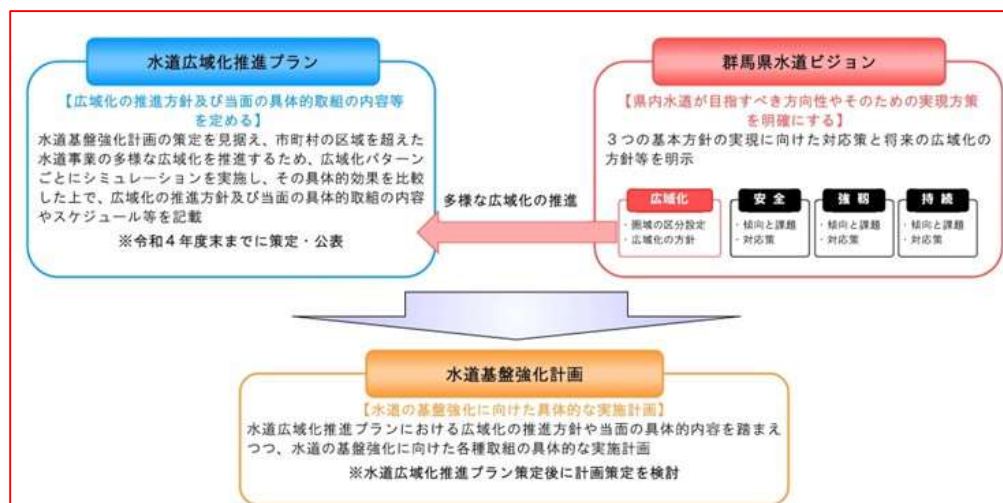 水道広域化推進プラン
【広域化の推進方針及び当面の具体的取組の内容等
を定める】
水道基盤強化計画の策定を見据え、市町村の区域を超えた
水道事業の多様な広域化を推進するため、広域化パターン
ごとにシミュレーションを実施し、その具体的効果を比較
した上で、広域化の推進方針及び当面の具体的取組の内容
やスケジュール等を記載
※令和４年度末までに策定・公表
多様な広域化の推進
群馬県水道ビジョン
【県内水道が目指すべき方向性やそのための実現方策
を明確にする】
３つの基本方針の実現に向けた対応策と将来の広域化の
方針等を明示
広域化
・圏域の区分設定
・広域化の方針
安 全
・傾向と課題
・対応策
強 靱
・傾向と課題
・対応策
持 続
・傾向と課題
・対応策
水道基盤強化計画
【水道の基盤強化に向けた具体的な実施計画】
水道広域化推進プランにおける広域化の推進方針や当面の具体的内容を踏まえ
つつ、水道の基盤強化に向けた各種取組の具体的な実施計画
※水道広域化推進プラン策定後に計画策定を検討